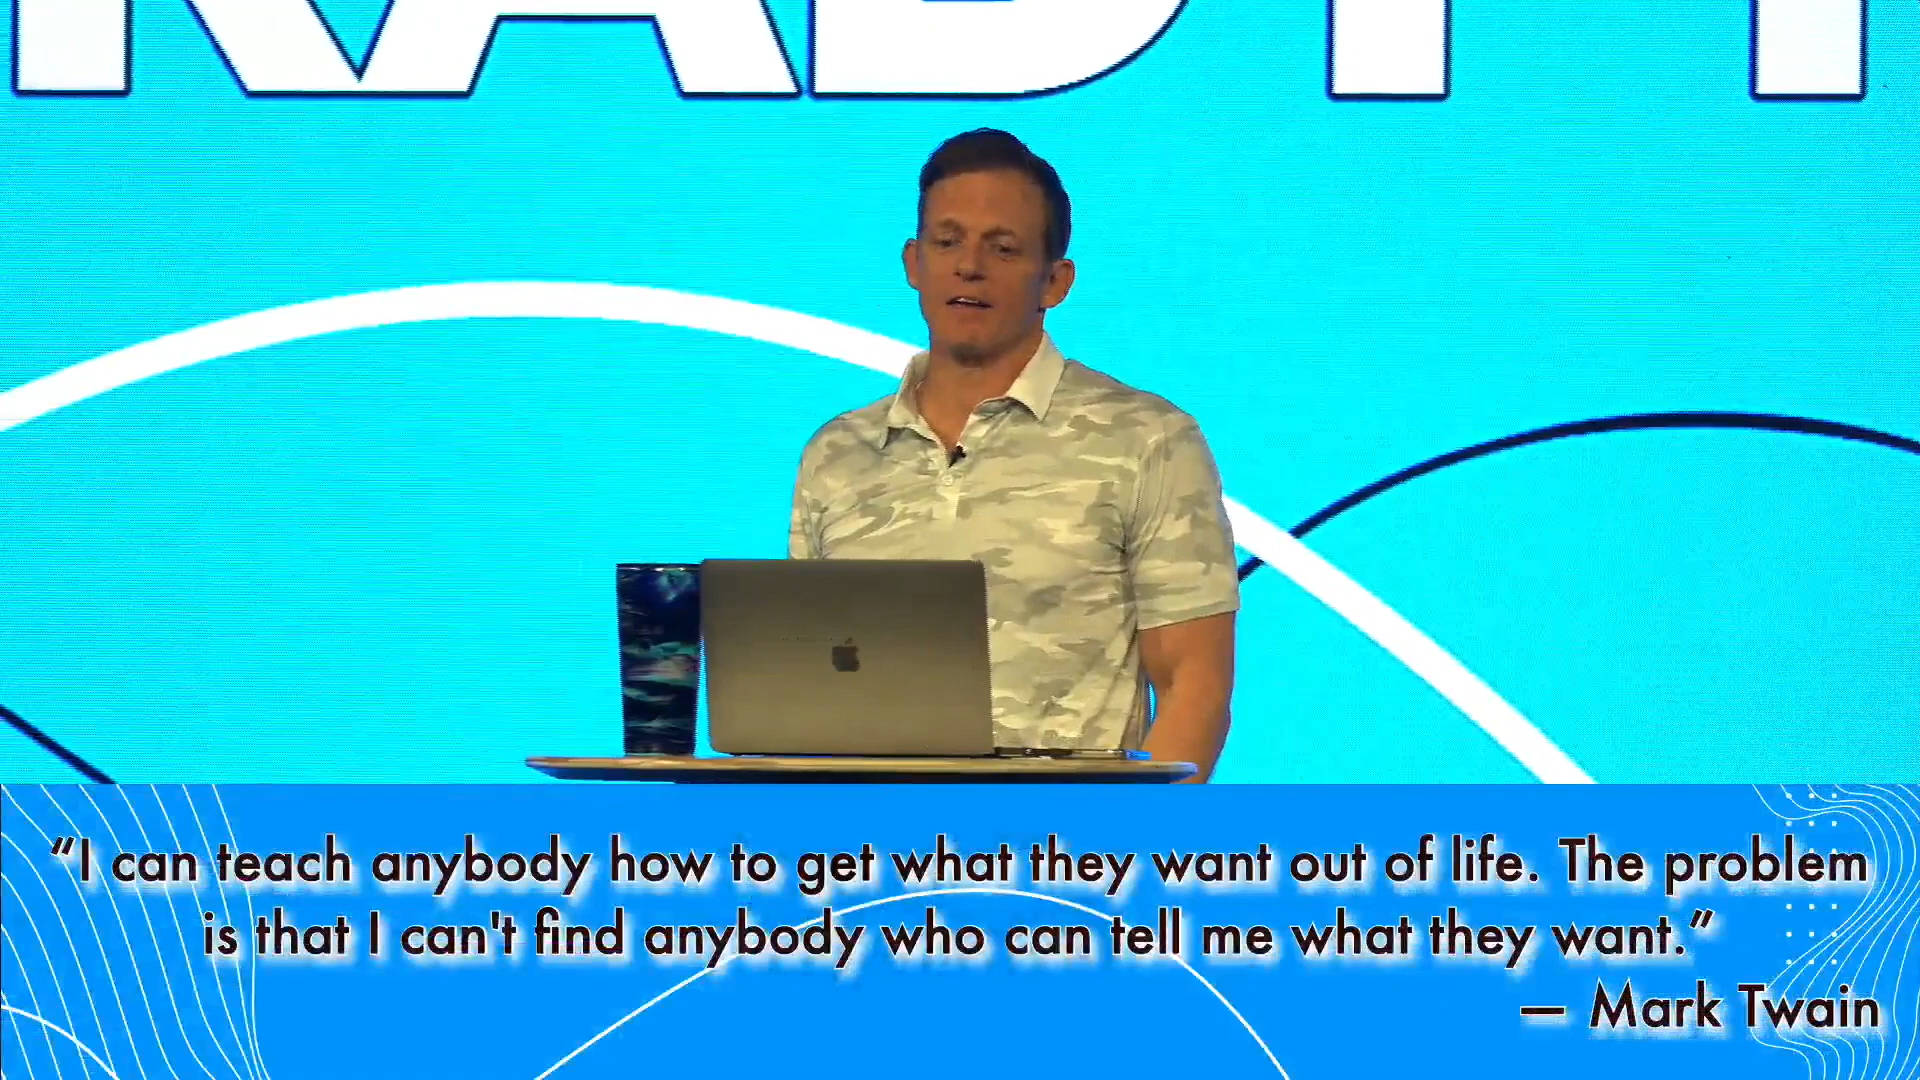 “I can teach anybody how to get what they want out of life. The problem
is that I can't find anybody who can tell me what they want.”
— Mark Twain